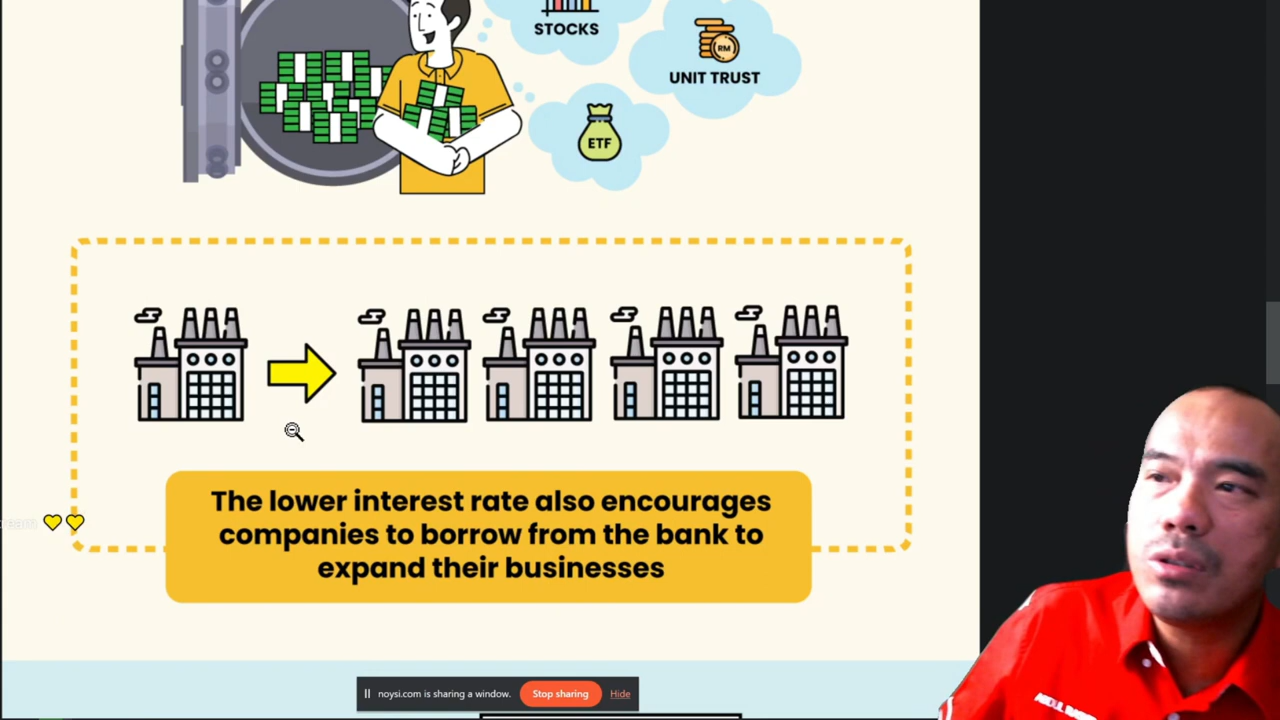 STOCKS
RM
UNIT TRUST
ETF
The lower interest rate also encourages
companies to borrow from the bank to
expand their businesses
noysi.com is sharing a window.
Stop sharing
Hide